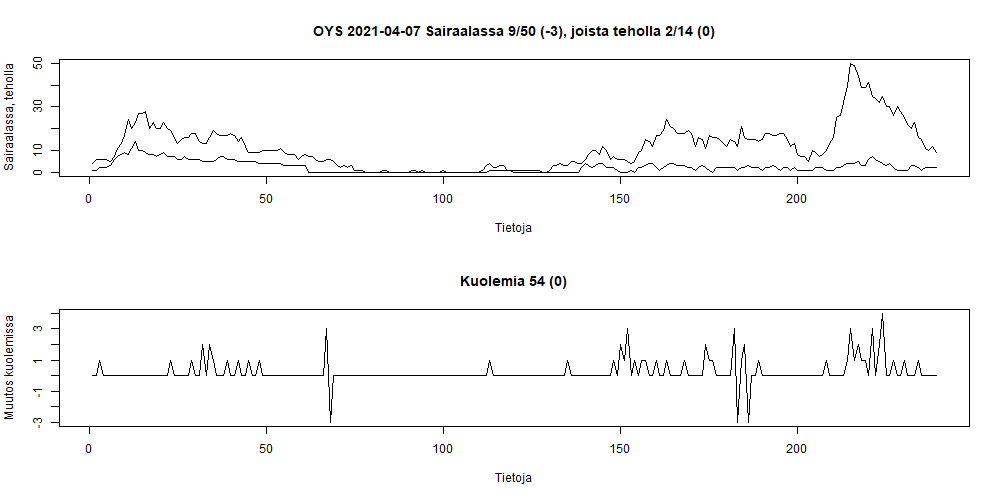 OYS 2021-04-07 Sairaalassa 9/50 (-3), joista teholla 2/14 (0)
Sairaalassa, teholla
50
30
10
0
0 50 100 150 200
Tietoja
Kuolemia 54 (0)
Muutos kuolemissa
3
1
-1
-3
0 50 100 150 200
Tietoja